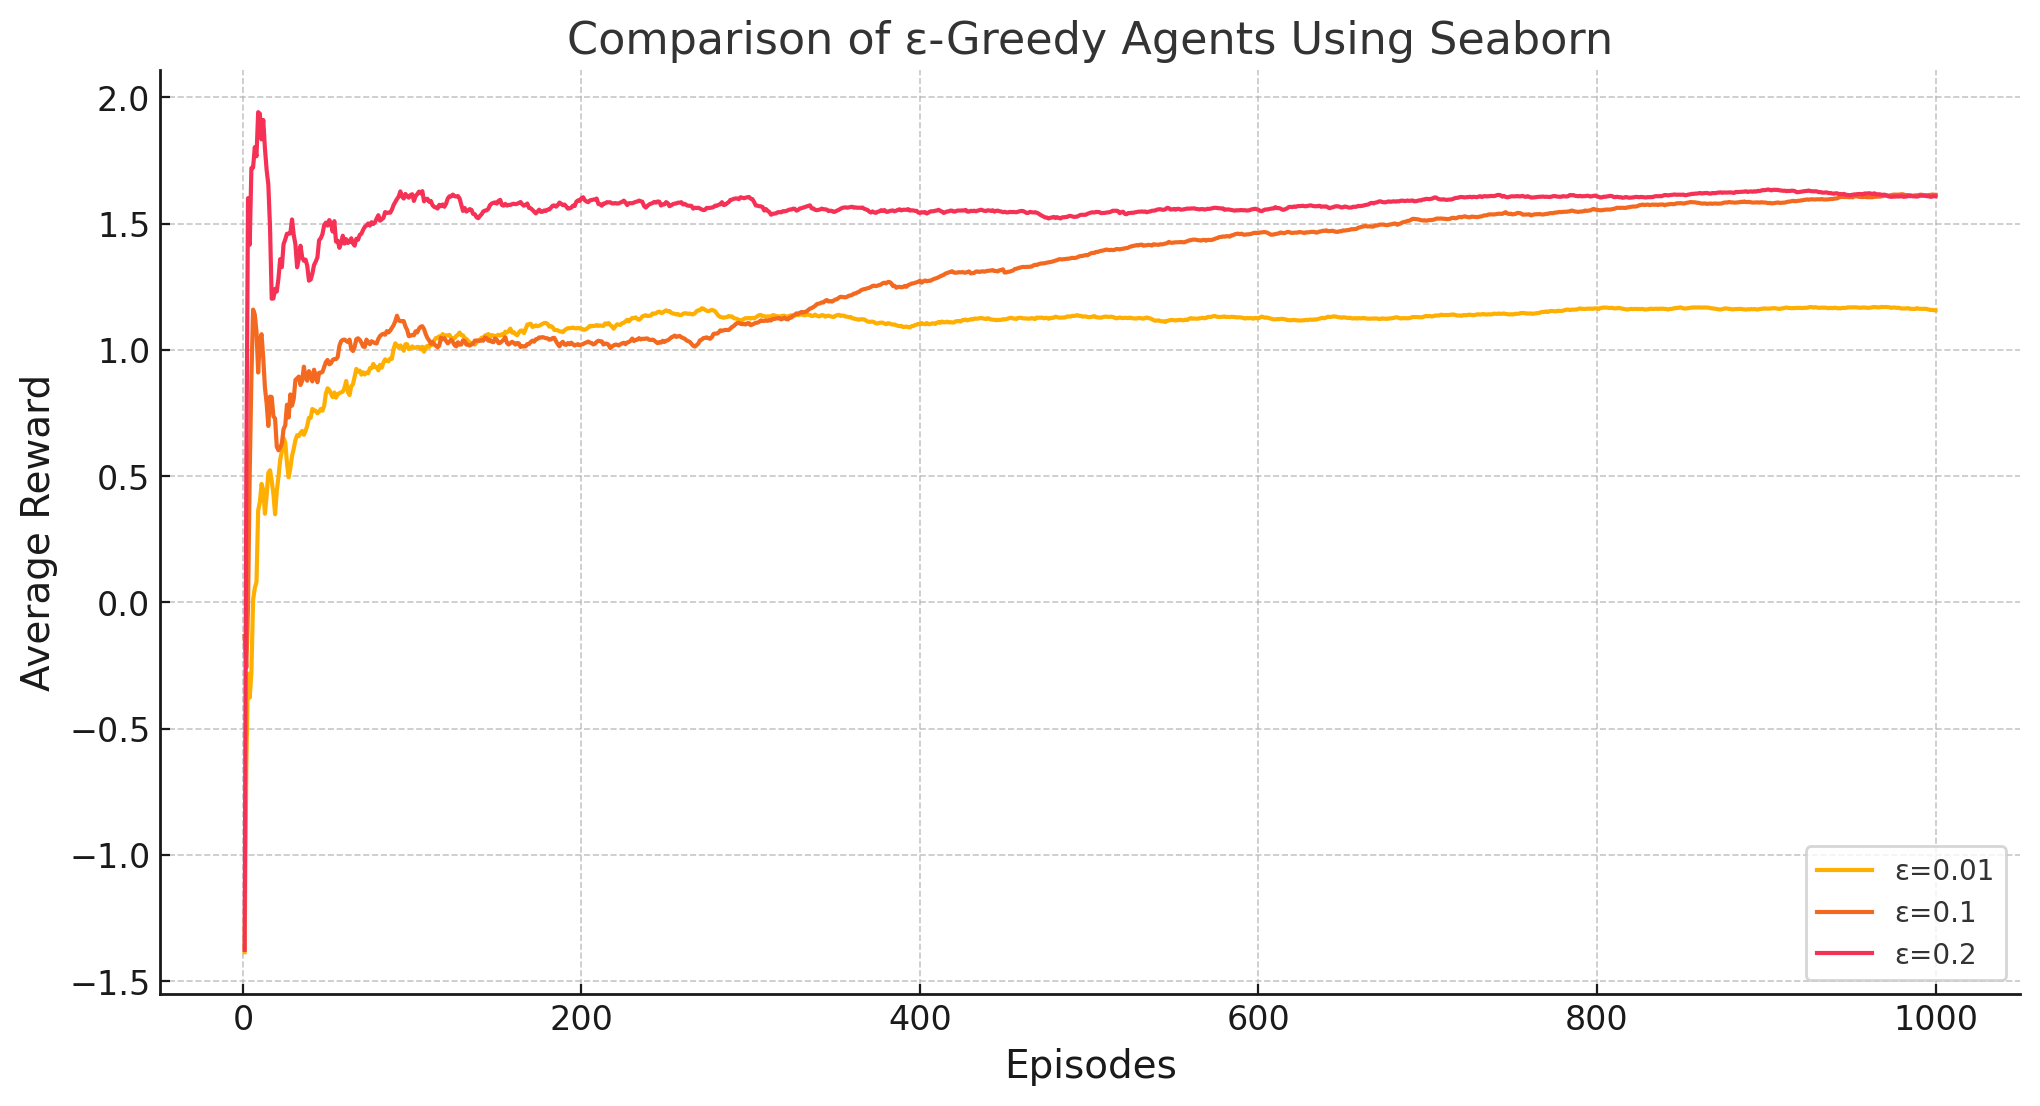 Comparison of ε-Greedy Agents Using Seaborn
Average Reward
2.0
1.5
1.0
0.5
0.0
−0.5
−1.0
−1.5
0 200 400 600 800 1000
Episodes
ε=0.01
ε=0.1
ε=0.2